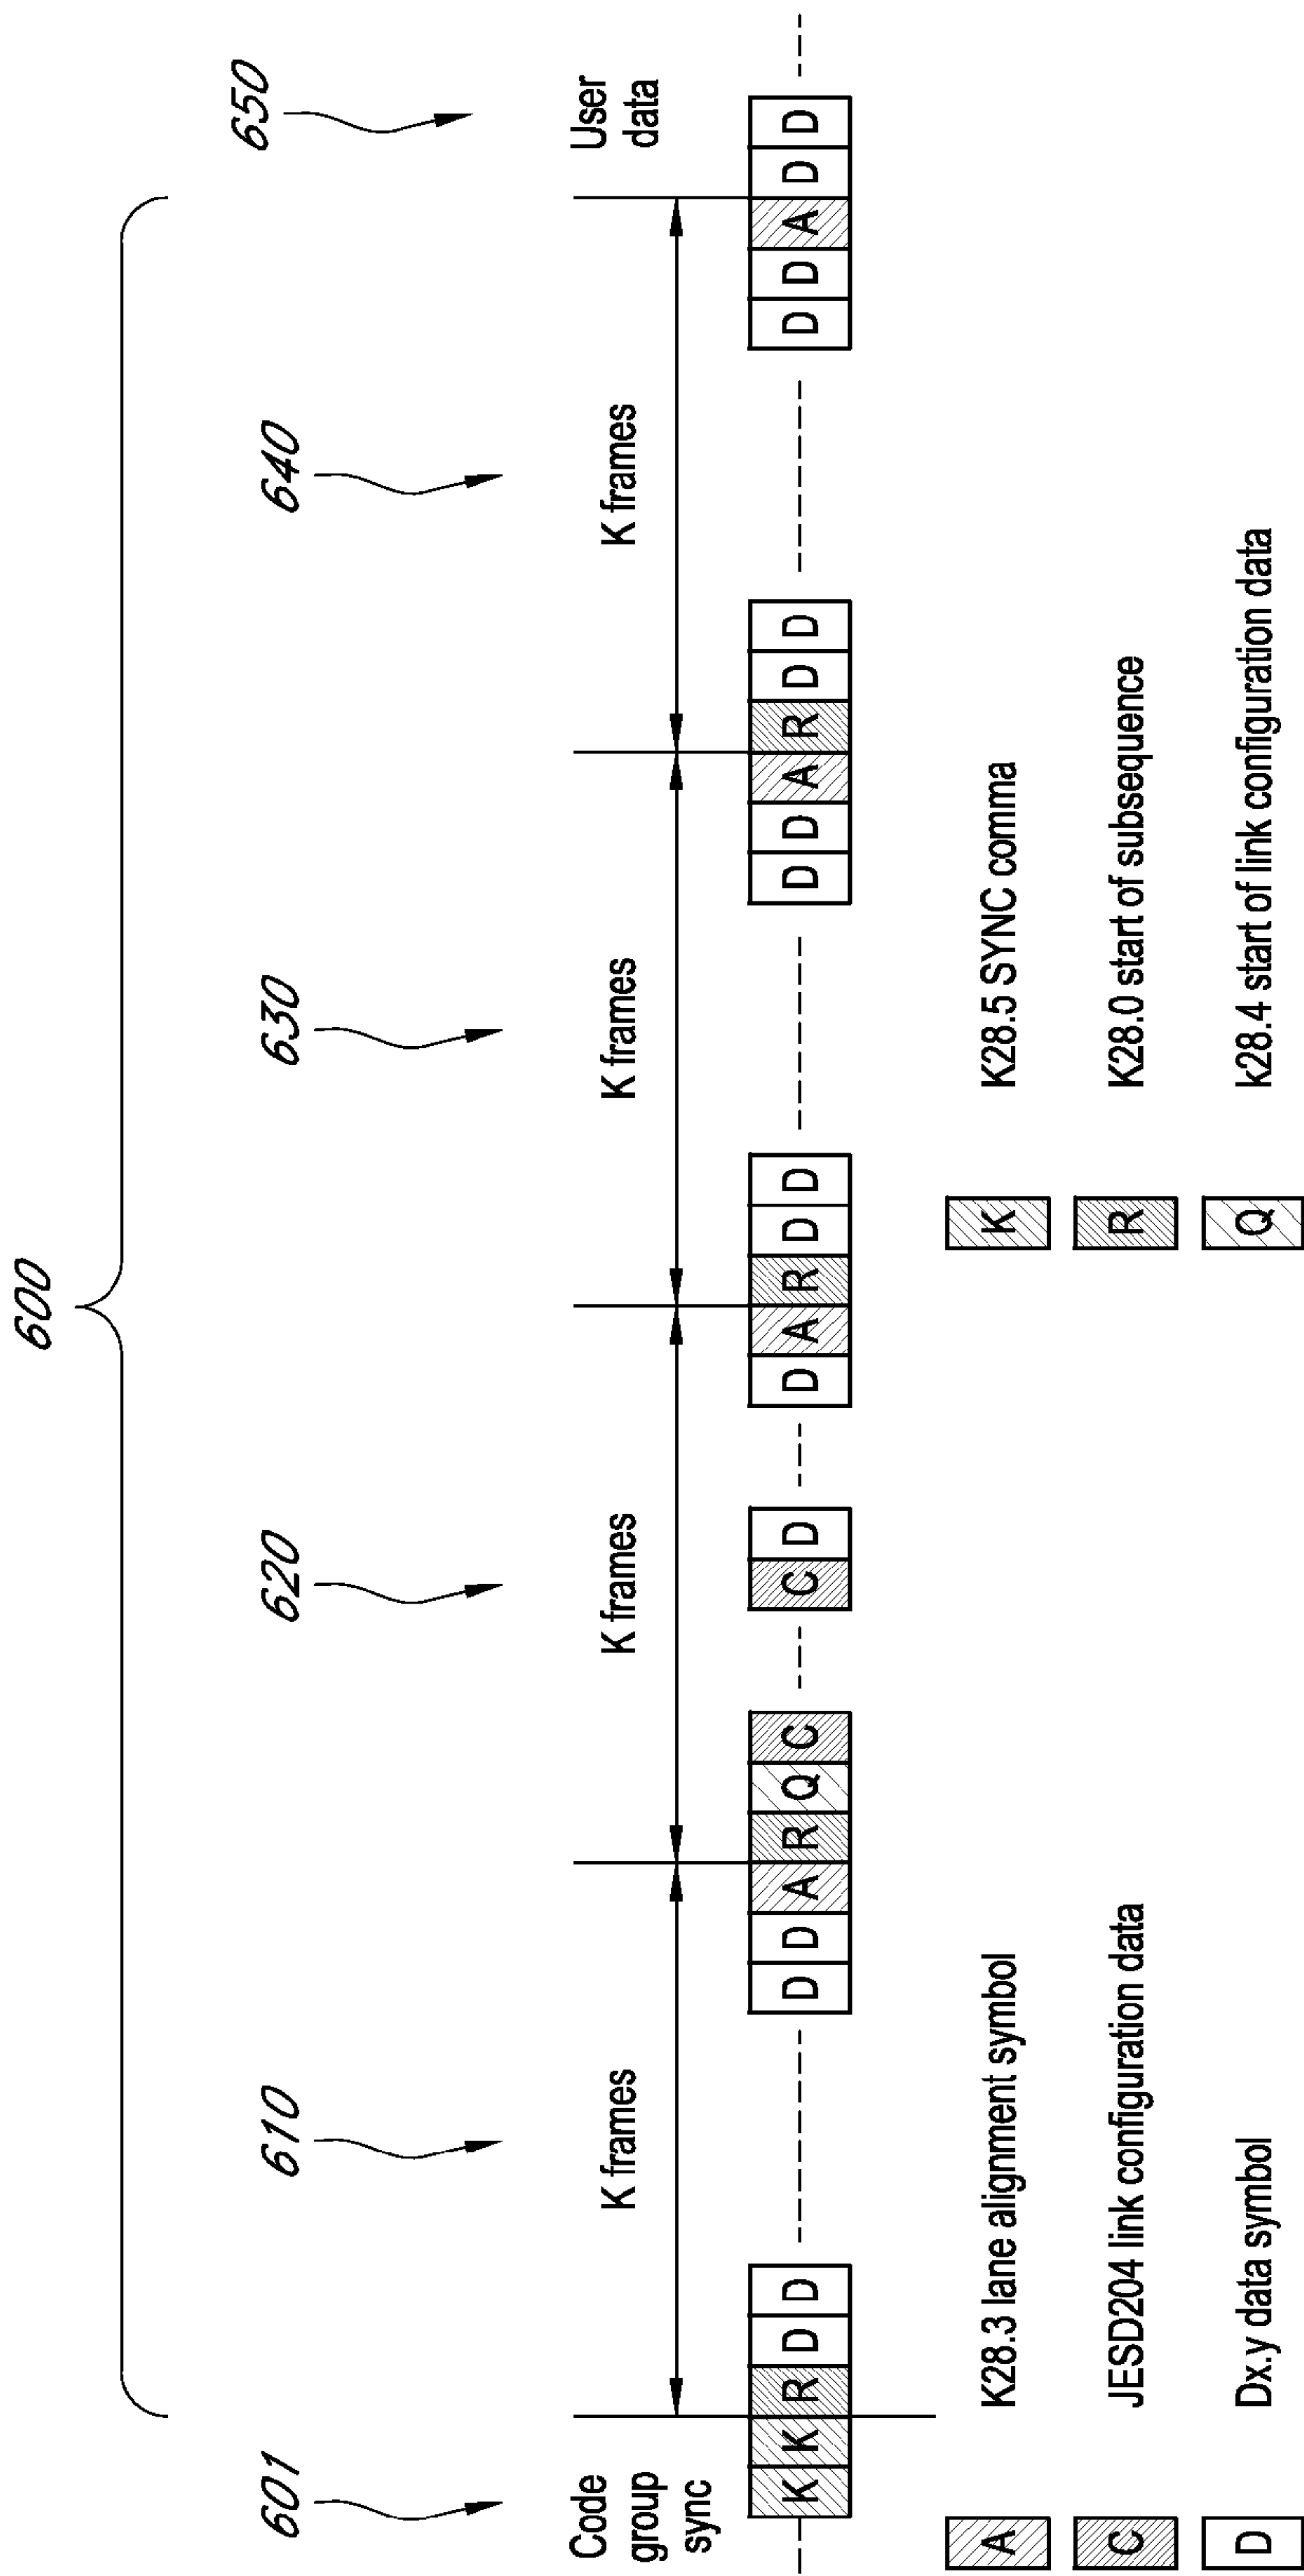 600
601
610
620
630
640
650
Code
group
sync
K frames
K frames
K frames
K frames
User
data
K K R D D
D D A R Q C
C D
D A R D D
D D A R D D
D D A D D
A K28.3 lane alignment symbol
K K28.5 SYNC comma
C JESD204 link configuration data
R K28.0 start of subsequence
D Dx.y data symbol
Q k28.4 start of link configuration data